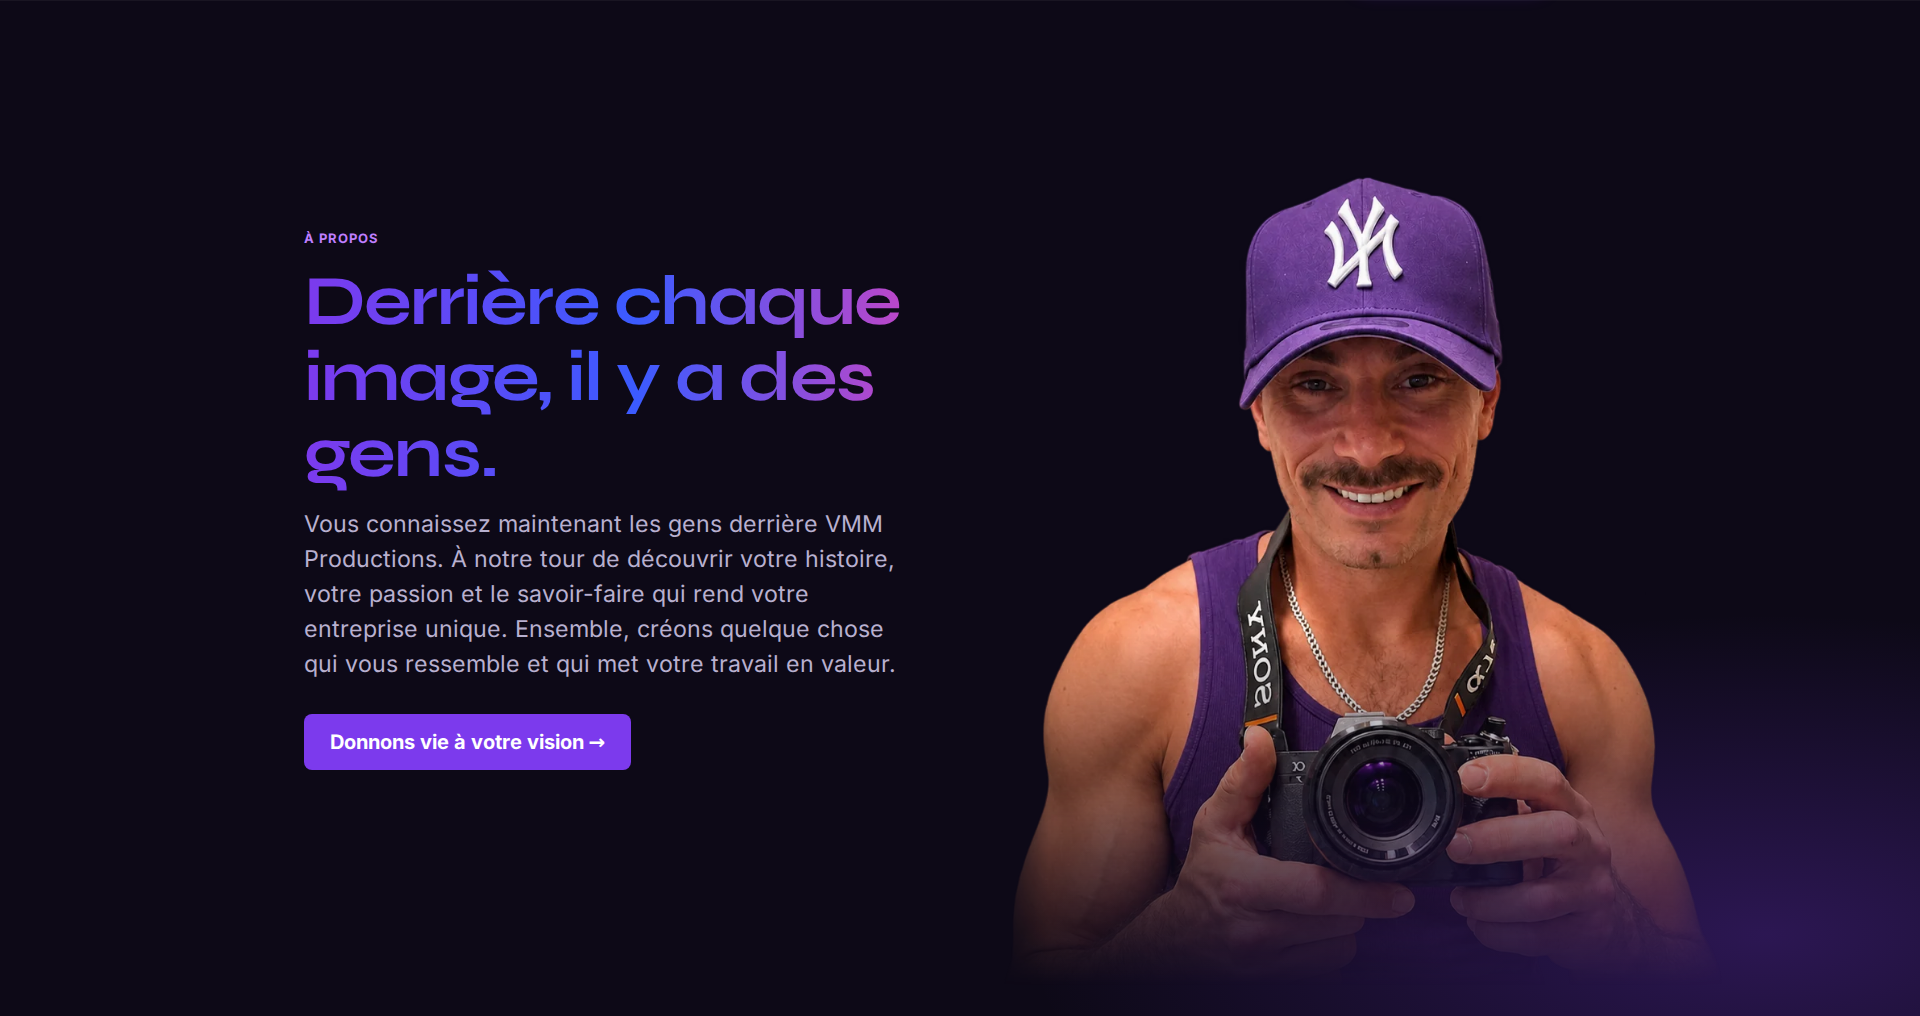 À PROPOS
Derrière chaque
image, il y a des
gens.
Vous connaissez maintenant les gens derrière VMM
Productions. À notre tour de découvrir votre histoire,
votre passion et le savoir-faire qui rend votre
entreprise unique. Ensemble, créons quelque chose
qui vous ressemble et qui met votre travail en valeur.
Donnons vie à votre vision →
SONY
α